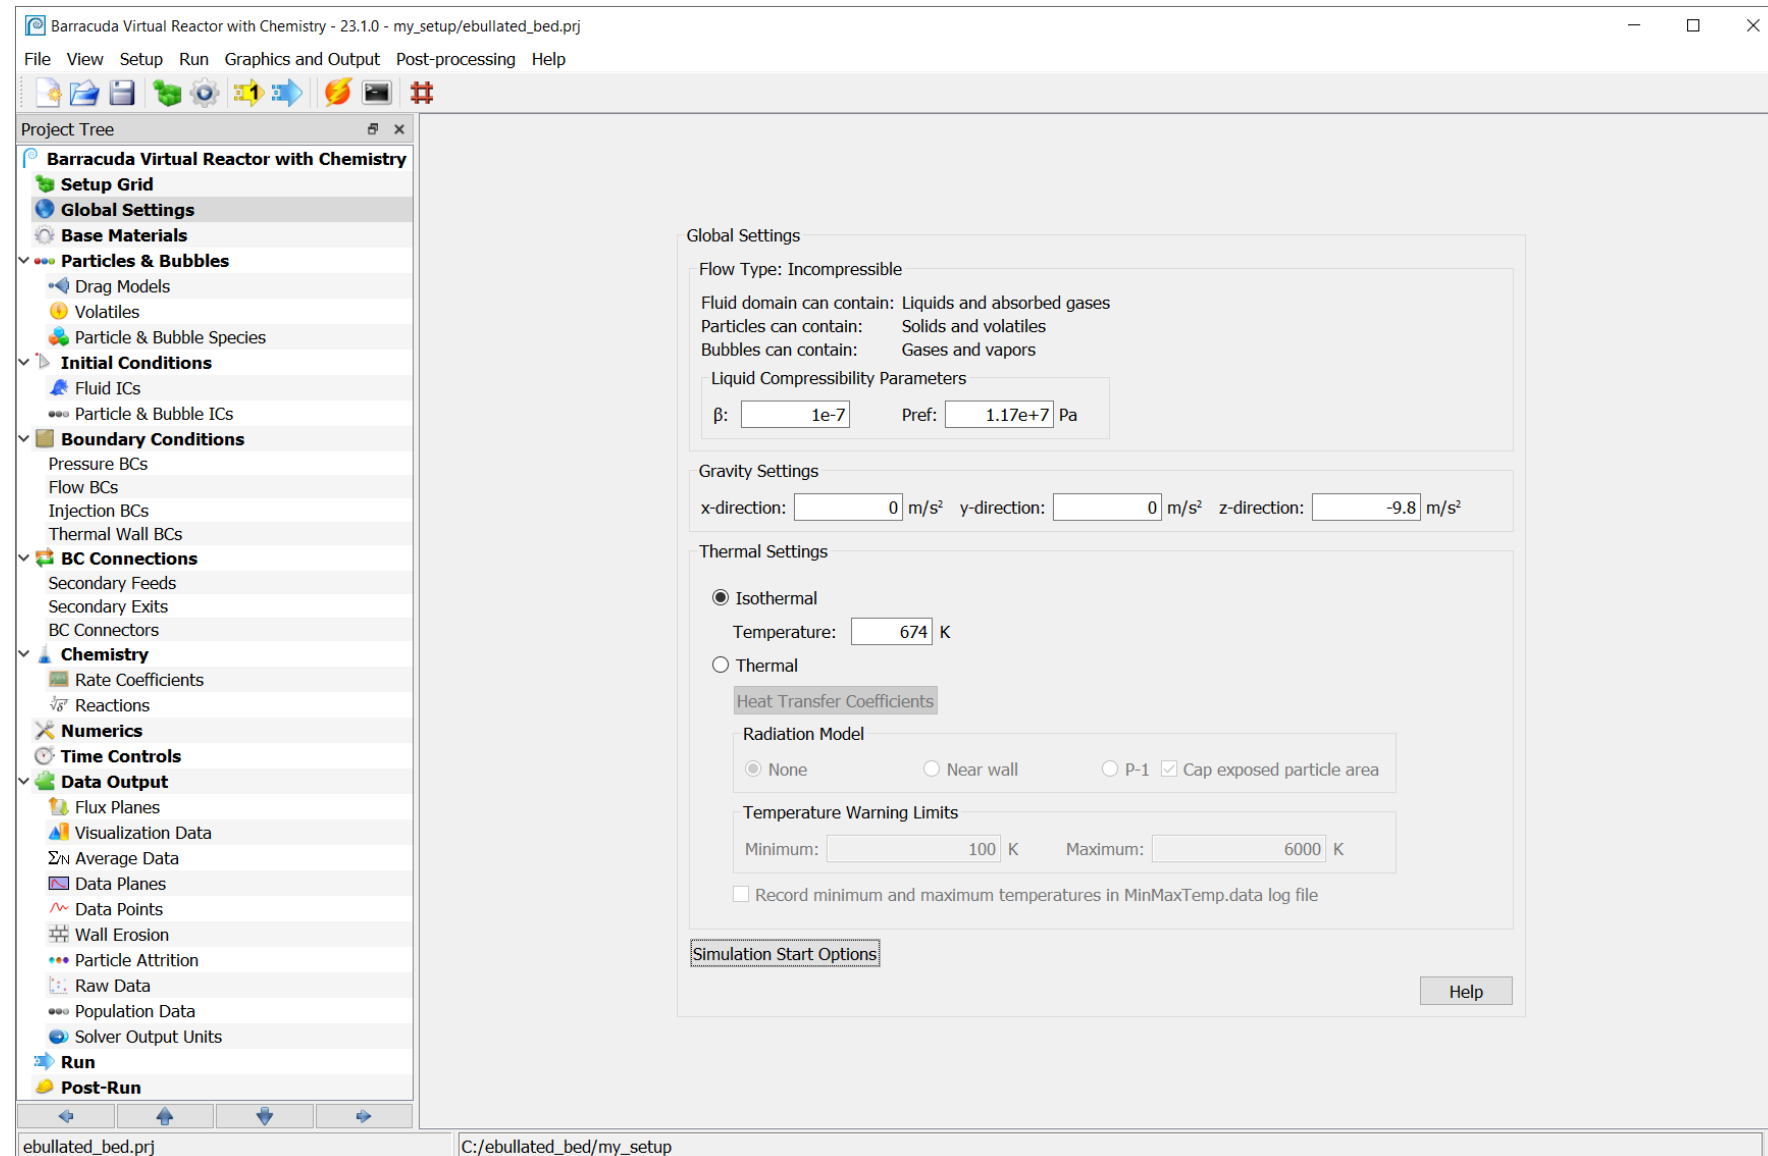 Barracuda Virtual Reactor with Chemistry - 23.1.0 - my_setup/ebullated_bed.prj
File View Setup Run Graphics and Output Post-processing Help
1
Project Tree
Barracuda Virtual Reactor with Chemistry
Setup Grid
Global Settings
Base Materials
Particles & Bubbles
Drag Models
Volatiles
Particle & Bubble Species
Initial Conditions
Fluid ICs
Particle & Bubble ICs
Boundary Conditions
Pressure BCs
Flow BCs
Injection BCs
Thermal Wall BCs
BC Connections
Secondary Feeds
Secondary Exits
BC Connectors
Chemistry
Rate Coefficients
Reactions
Numerics
Time Controls
Data Output
Flux Planes
Visualization Data
Σ/N Average Data
Data Planes
Data Points
Wall Erosion
Particle Attrition
Raw Data
Population Data
Solver Output Units
Run
Post-Run
Global Settings
Flow Type: Incompressible
Fluid domain can contain: Liquids and absorbed gases
Particles can contain: Solids and volatiles
Bubbles can contain: Gases and vapors
Liquid Compressibility Parameters
β: 1e-7 Pref: 1.17e+7 Pa
Gravity Settings
x-direction: 0 m/s² y-direction: 0 m/s² z-direction: -9.8 m/s²
Thermal Settings
Isothermal
Temperature: 674 K
Thermal
Heat Transfer Coefficients
Radiation Model
None Near wall P-1 Cap exposed particle area
Temperature Warning Limits
Minimum: 100 K Maximum: 6000 K
Record minimum and maximum temperatures in MinMaxTemp.data log file
Simulation Start Options
Help
ebullated_bed.prj C:/ebullated_bed/my_setup